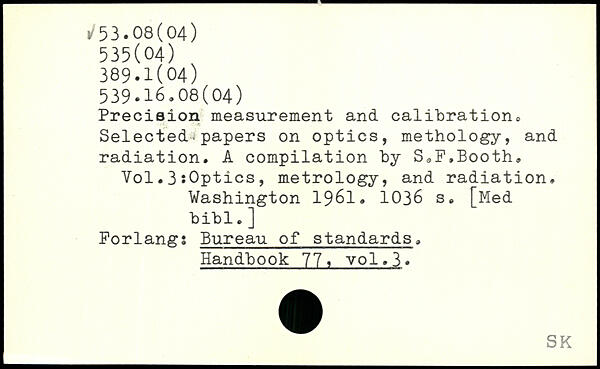 √53.08(04)
535(04)
389.1(04)
539.16.08(04)
Precision measurement and calibration.
Selected papers on optics, methology, and
radiation. A compilation by S.F.Booth.
Vol.3:Optics, metrology, and radiation.
Washington 1961. 1036 s. [Med
bibl.]
Forlang: Bureau of standards.
Handbook 77, vol.3.
SK